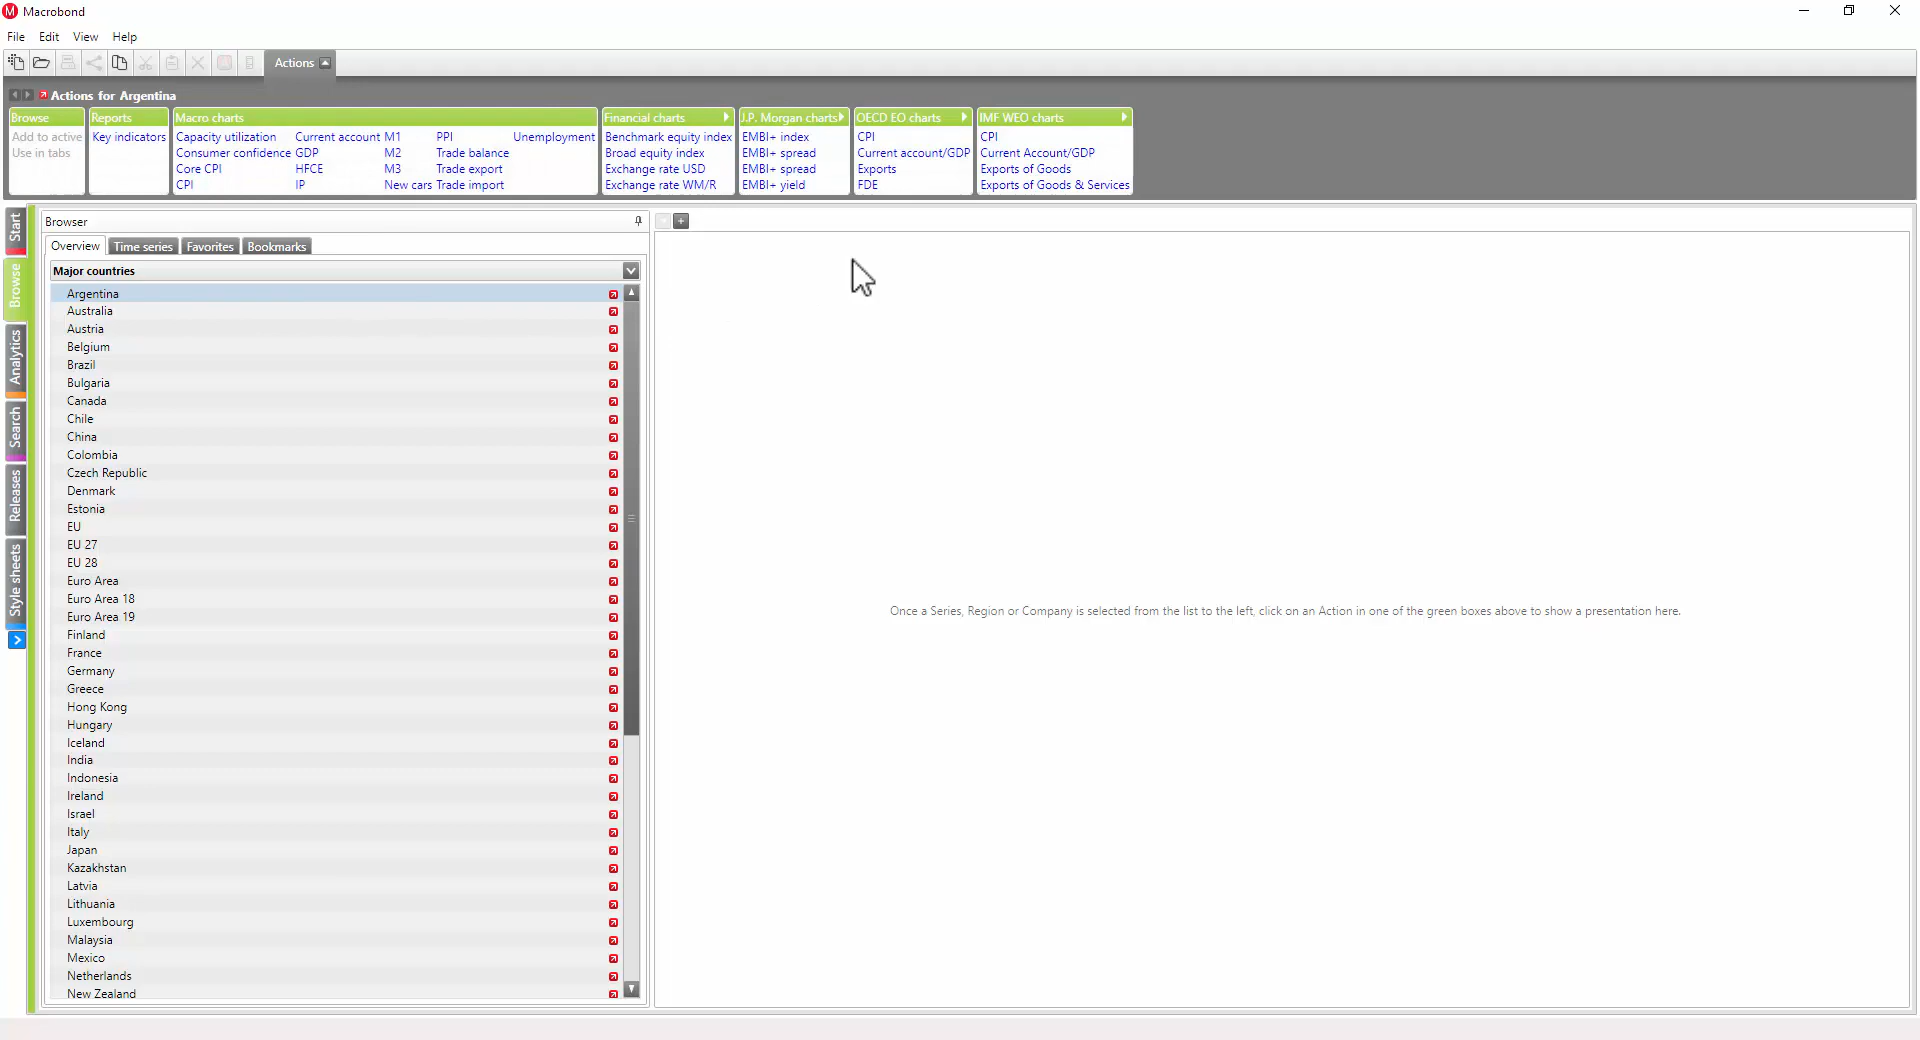 Macrobond
File Edit View Help
Actions
Actions for Argentina
Browse
Add to active
Use in tabs
Reports
Key indicators
Macro charts
Capacity utilization Current account M1 PPI Unemployment
Consumer confidence GDP M2 Trade balance
Core CPI HFCE M3 Trade export
CPI IP New cars Trade import
Financial charts
Benchmark equity index
Broad equity index
Exchange rate USD
Exchange rate WM/R
J.P. Morgan charts
EMBI+ index
EMBI+ spread
EMBI+ spread
EMBI+ yield
OECD EO charts
CPI
Current account/GDP
Exports
FDE
IMF WEO charts
CPI
Current Account/GDP
Exports of Goods
Exports of Goods & Services
Start
Browse
Analytics
Search
Releases
Style sheets
Browser
Overview Time series Favorites Bookmarks
Major countries
Argentina
Australia
Austria
Belgium
Brazil
Bulgaria
Canada
Chile
China
Colombia
Czech Republic
Denmark
Estonia
EU
EU 27
EU 28
Euro Area
Euro Area 18
Euro Area 19
Finland
France
Germany
Greece
Hong Kong
Hungary
Iceland
India
Indonesia
Ireland
Israel
Italy
Japan
Kazakhstan
Latvia
Lithuania
Luxembourg
Malaysia
Mexico
Netherlands
New Zealand
Once a Series, Region or Company is selected from the list to the left, click on an Action in one of the green boxes above to show a presentation here.